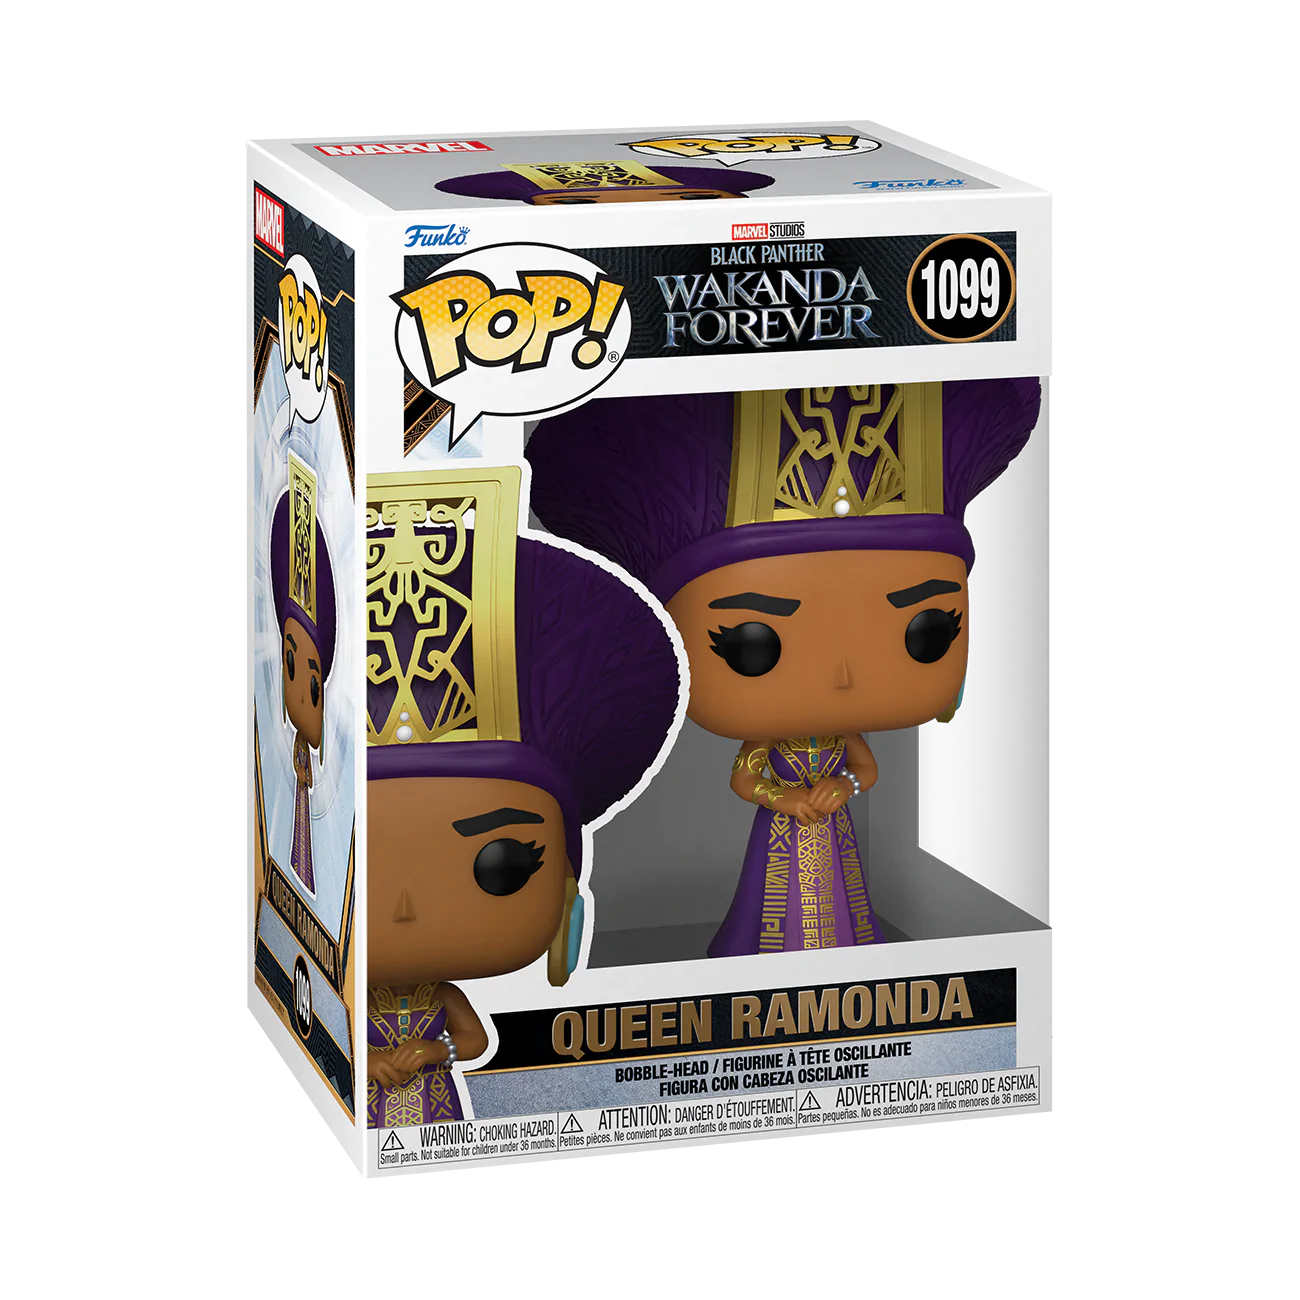 MARVEL
POP!
Funko
MARVEL
POP!
QUEEN RAMONDA
1099
Funko
POP!®
MARVEL STUDIOS
BLACK PANTHER
WAKANDA
FOREVER
1099
QUEEN RAMONDA
BOBBLE-HEAD / FIGURINE À TÊTE OSCILLANTE
FIGURA CON CABEZA OSCILANTE
⚠ WARNING: CHOKING HAZARD.
Small parts. Not suitable for children under 36 months.
⚠ ATTENTION: DANGER D'ÉTOUFFEMENT.
Petites pièces. Ne convient pas aux enfants de moins de 36 mois.
⚠ ADVERTENCIA: PELIGRO DE ASFIXIA.
Partes pequeñas. No es adecuado para niños menores de 36 meses.